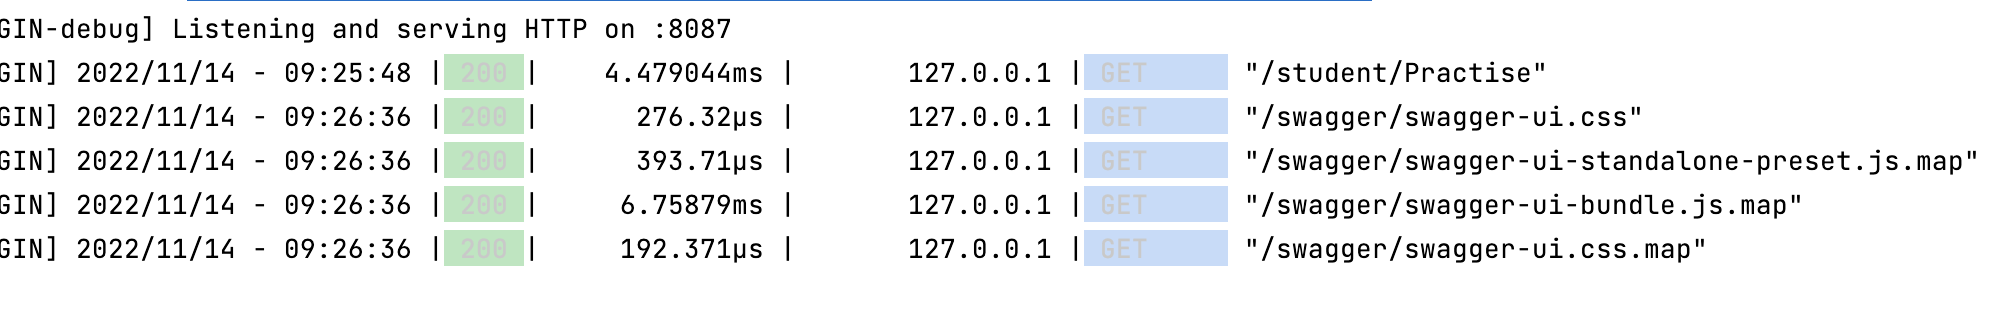 GIN-debug] Listening and serving HTTP on :8087
GIN] 2022/11/14 - 09:25:48 | 200 | 4.479044ms | 127.0.0.1 | GET "/student/Practise"
GIN] 2022/11/14 - 09:26:36 | 200 | 276.32µs | 127.0.0.1 | GET "/swagger/swagger-ui.css"
GIN] 2022/11/14 - 09:26:36 | 200 | 393.71µs | 127.0.0.1 | GET "/swagger/swagger-ui-standalone-preset.js.map"
GIN] 2022/11/14 - 09:26:36 | 200 | 6.75879ms | 127.0.0.1 | GET "/swagger/swagger-ui-bundle.js.map"
GIN] 2022/11/14 - 09:26:36 | 200 | 192.371µs | 127.0.0.1 | GET "/swagger/swagger-ui.css.map"